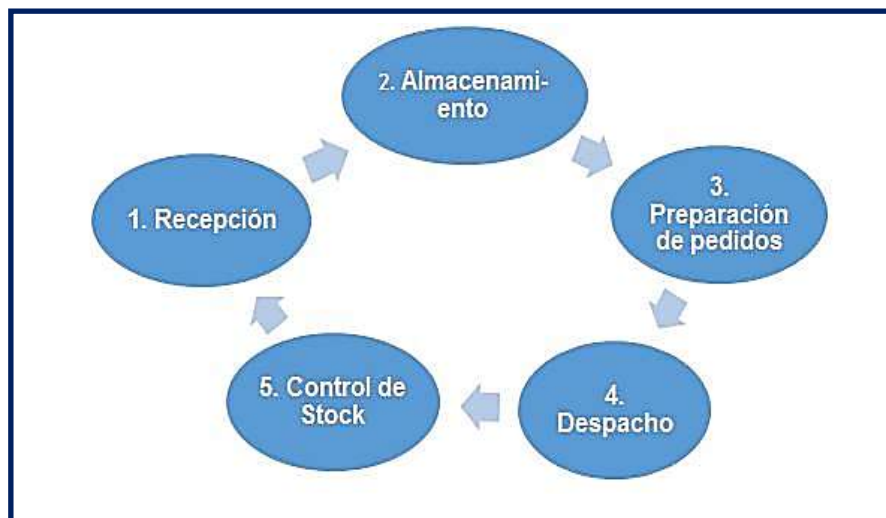 1. Recepción
2. Almacenami-
ento
3.
Preparación
de pedidos
4.
Despacho
5. Control de
Stock